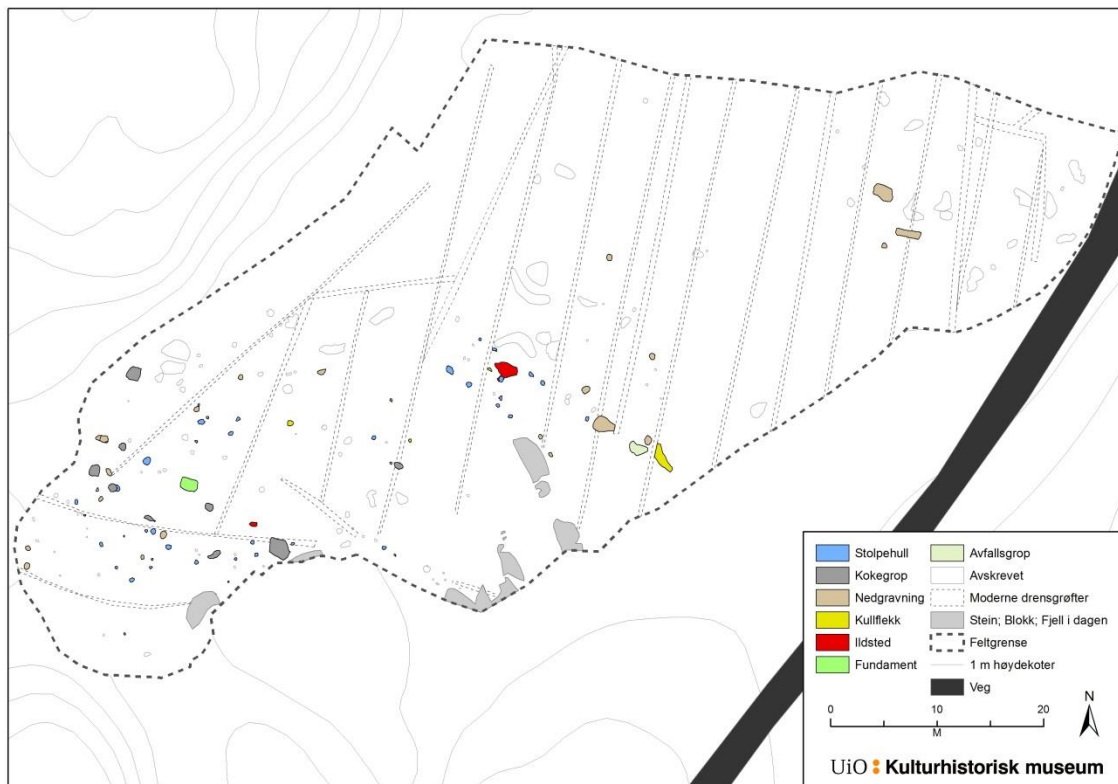 Stolpehull
Kokegrop
Nedgravning
Kullflekk
Ildsted
Fundament
Avfallsgrop
Avskrevet
Moderne drensgrøfter
Stein; Blokk; Fjell i dagen
Feltgrense
1 m høydekoter
Veg
0 10 20
M
N
UiO : Kulturhistorisk museum